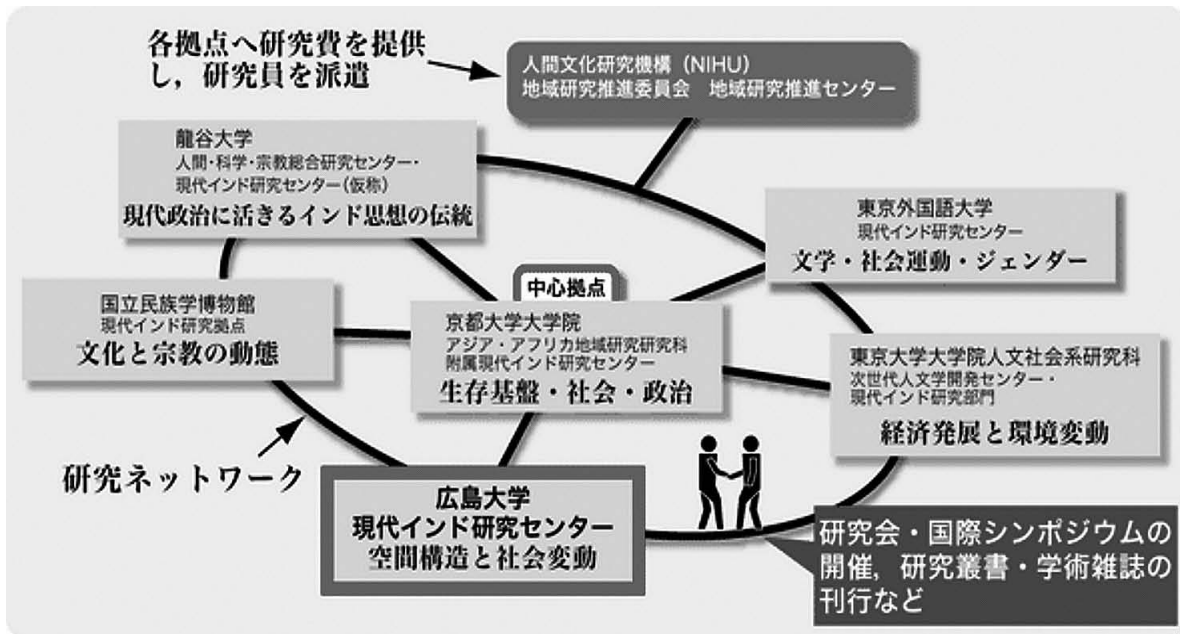 各拠点へ研究費を提供
し，研究員を派遣
人間文化研究機構（NIHU）
地域研究推進委員会　地域研究推進センター
龍谷大学
人間・科学・宗教総合研究センター・
現代インド研究センター（仮称）
現代政治に活きるインド思想の伝統
東京外国語大学
現代インド研究センター
文学・社会運動・ジェンダー
国立民族学博物館
現代インド研究拠点
文化と宗教の動態
中心拠点
京都大学大学院
アジア・アフリカ地域研究研究科
附属現代インド研究センター
生存基盤・社会・政治
東京大学大学院人文社会系研究科
次世代人文学開発センター・
現代インド研究部門
経済発展と環境変動
研究ネットワーク
広島大学
現代インド研究センター
空間構造と社会変動
研究会・国際シンポジウムの
開催，研究叢書・学術雑誌の
刊行など